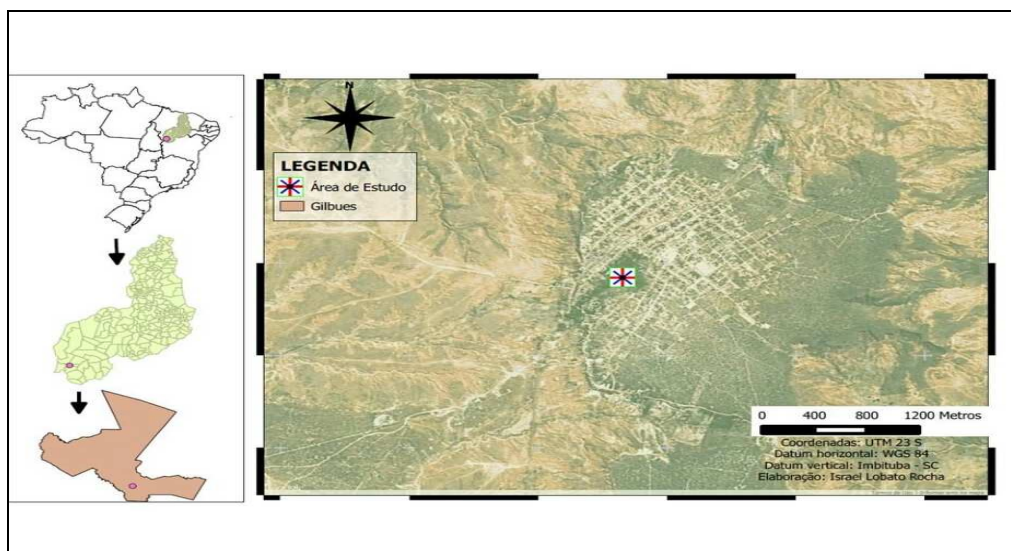 N
LEGENDA
Área de Estudo
Gilbues
0 400 800 1200 Metros
Coordenadas: UTM 23 S
Datum horizontal: WGS 84
Datum vertical: Imbituba - SC
Elaboração: Israel Lobato Rocha